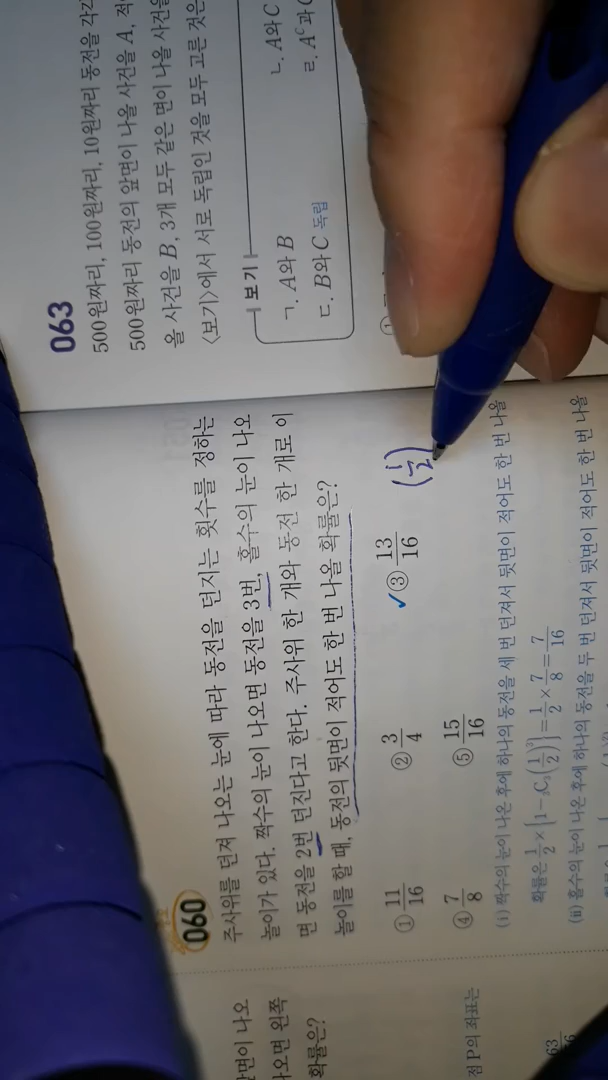 060
주사위를 던져 나오는 눈에 따라 동전을 던지는 횟수를 정하는
놀이가 있다. 짝수의 눈이 나오면 동전을 3번, 홀수의 눈이 나오
면 동전을 2번 던진다고 한다. 주사위 한 개와 동전 한 개로 이
놀이를 할 때, 동전의 뒷면이 적어도 한 번 나올 확률은?
① 11/16 ② 3/4 ✓③ 13/16 (1/2)
④ 7/8 ⑤ 15/16
(i) 짝수의 눈이 나온 후에 하나의 동전을 세 번 던져서 뒷면이 적어도 한 번 나올
확률은 1/2 × {1 - ₃C₀(1/2)³} = 1/2 × 7/8 = 7/16
(ii) 홀수의 눈이 나온 후에 하나의 동전을 두 번 던져서 뒷면이 적어도 한 번 나올
063
500원짜리, 100원짜리, 10원짜리 동전을 각
500원짜리 동전의 앞면이 나올 사건을 A,
을 사건을 B, 3개 모두 같은 면이 나올 사건을
〈보기〉에서 서로 독립인 것을 모두 고른 것은
보기
ㄱ. A와 B ㄴ. A와 C
ㄷ. B와 C 독립 ㄹ. Aᶜ과
나오
나오면 왼쪽
확률은?
점 P의 좌표는
63